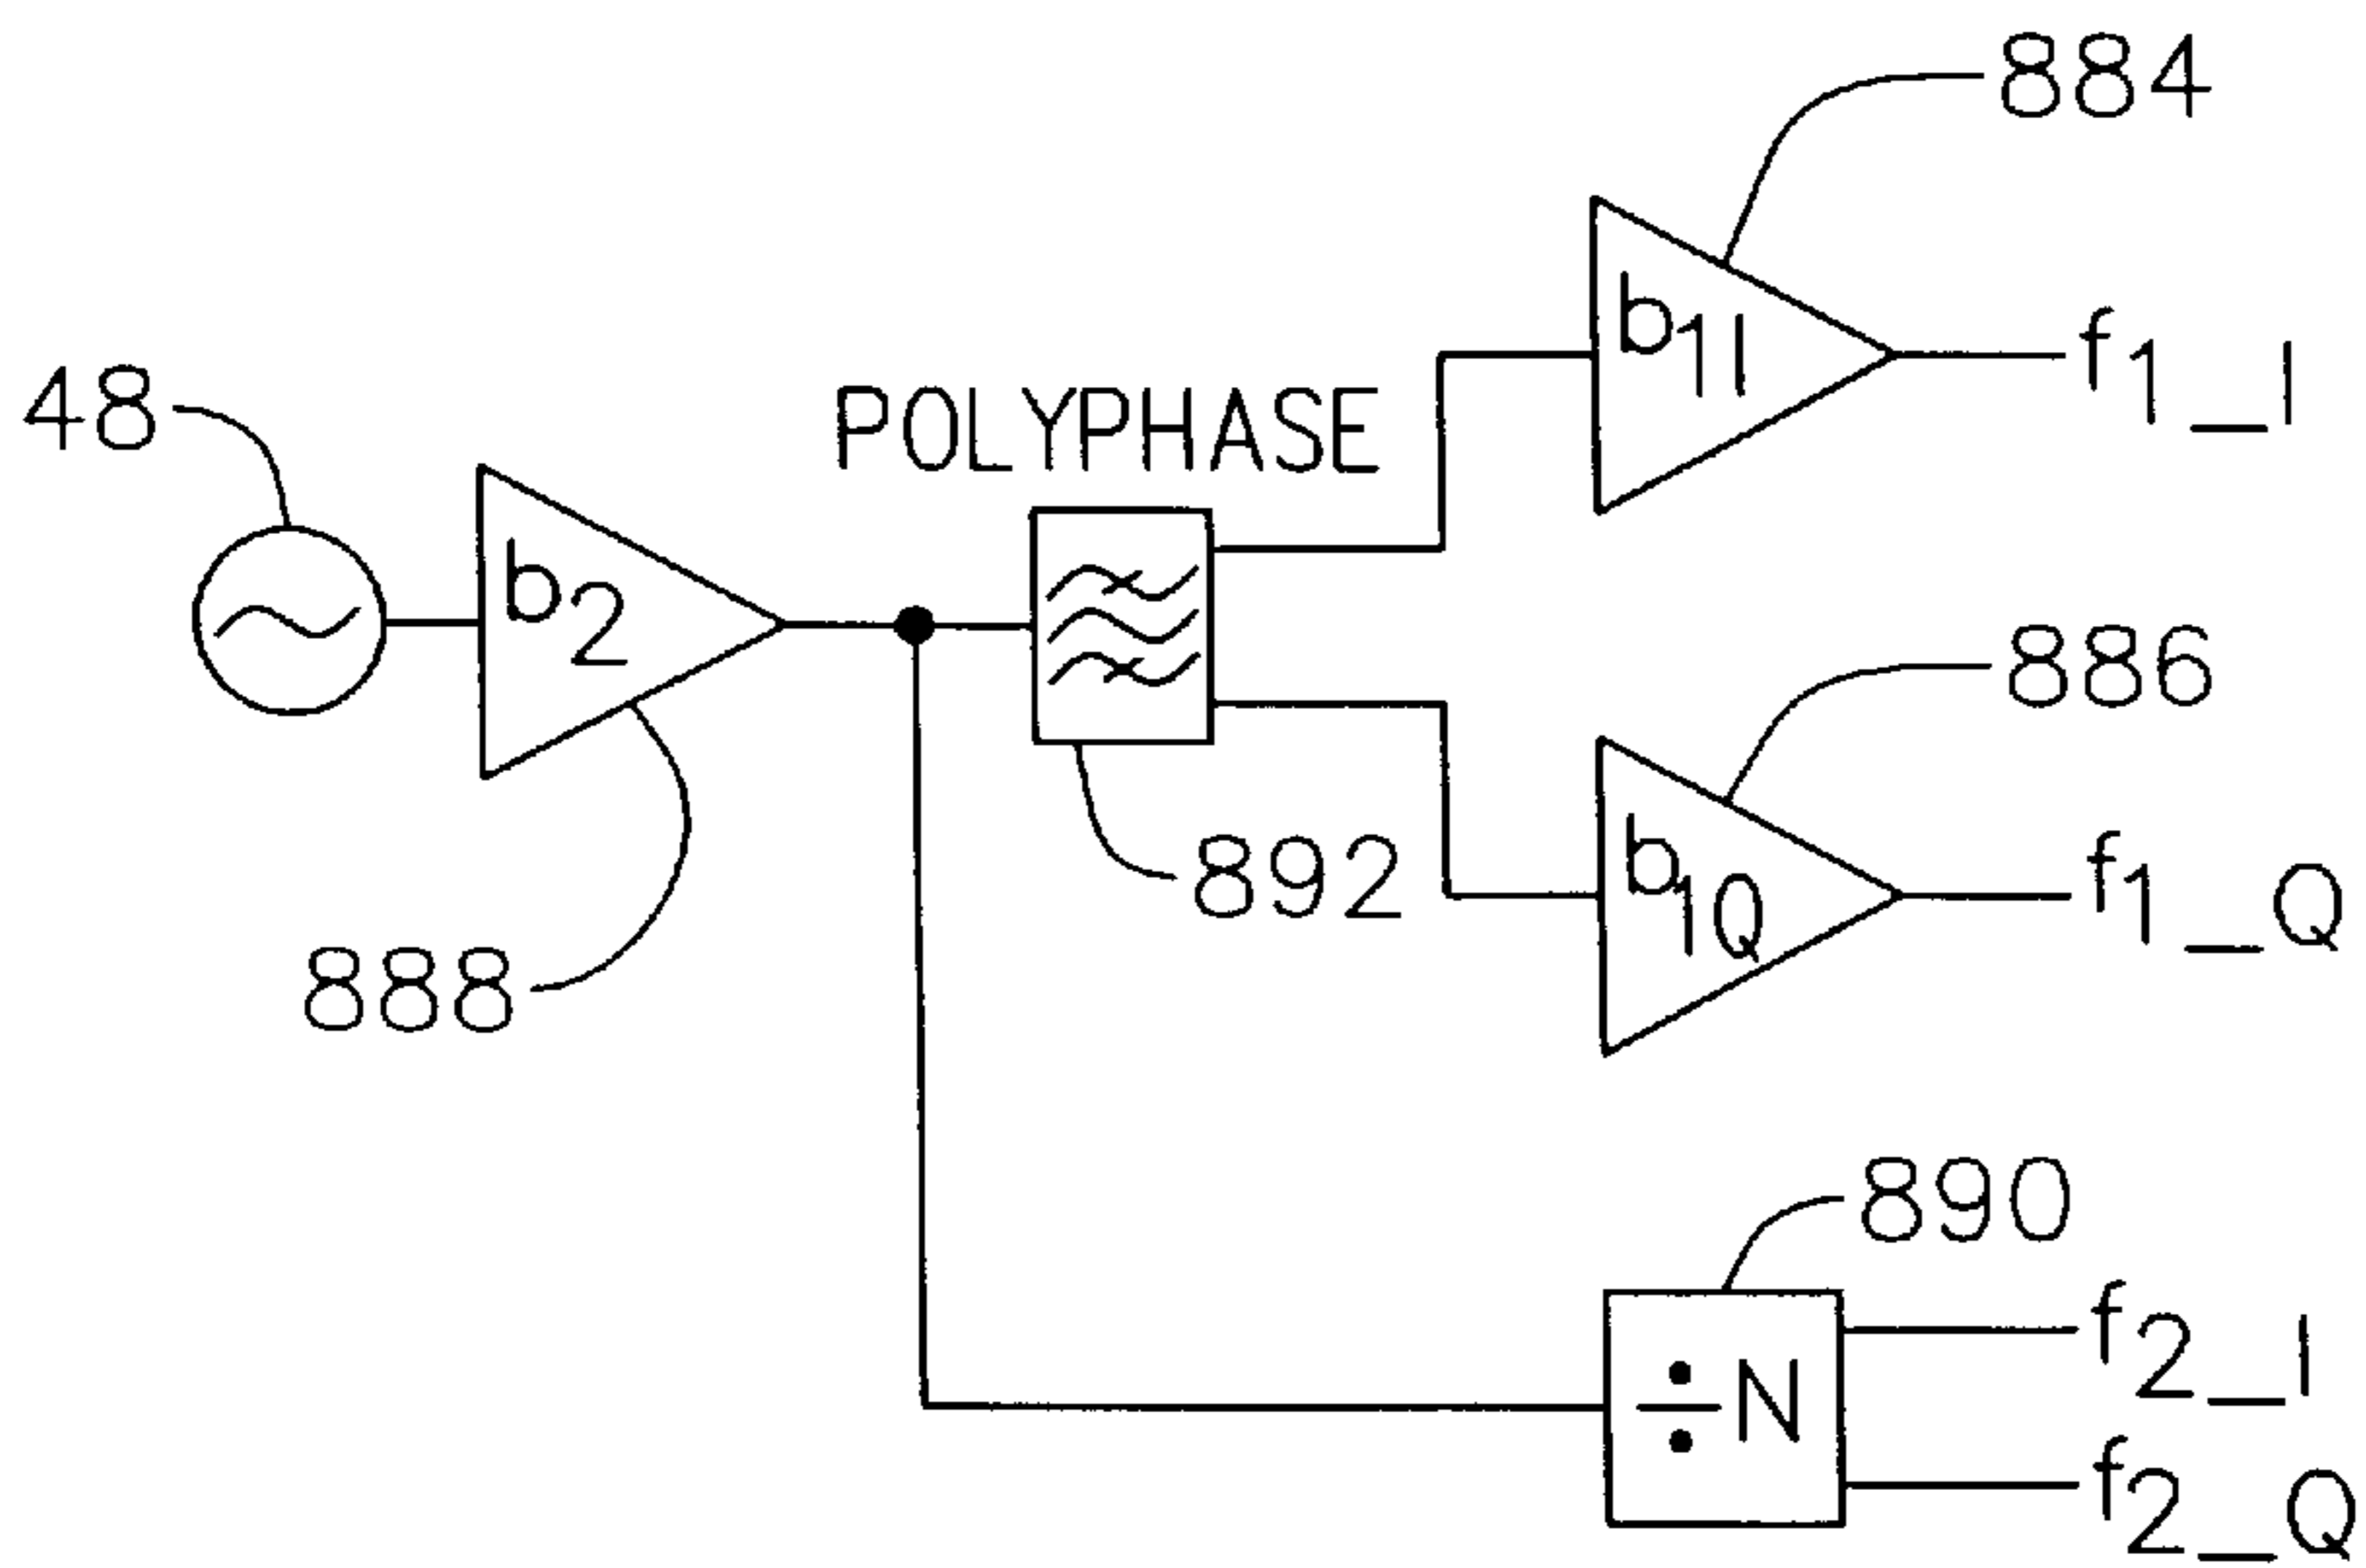 884
b1I
f1_I
48
POLYPHASE
b2
886
892
b1Q
f1_Q
888
890
÷N
f2_I
f2_Q